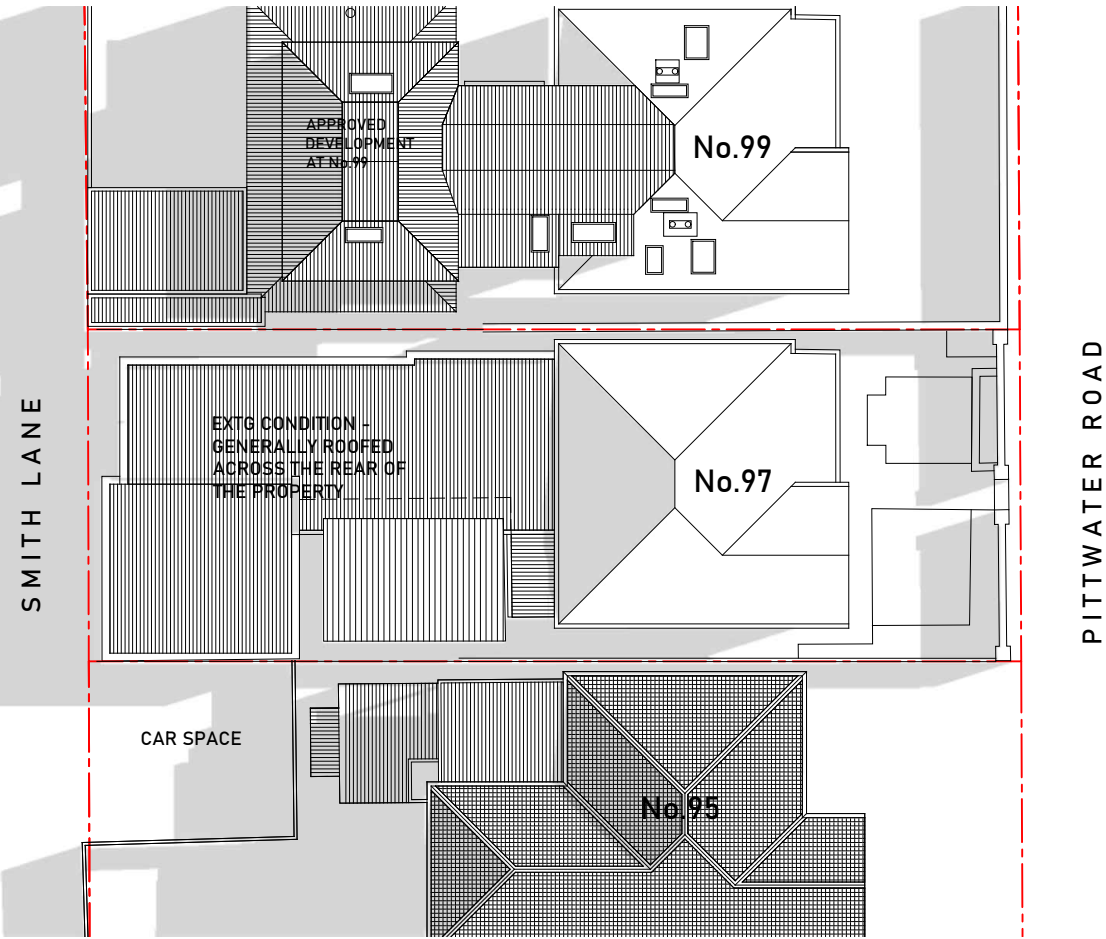 APPROVED
DEVELOPMENT
AT No.99
No.99
SMITH LANE
EXTG CONDITION -
GENERALLY ROOFED
ACROSS THE REAR OF
THE PROPERTY
No.97
PITTWATER ROAD
CAR SPACE
No.95